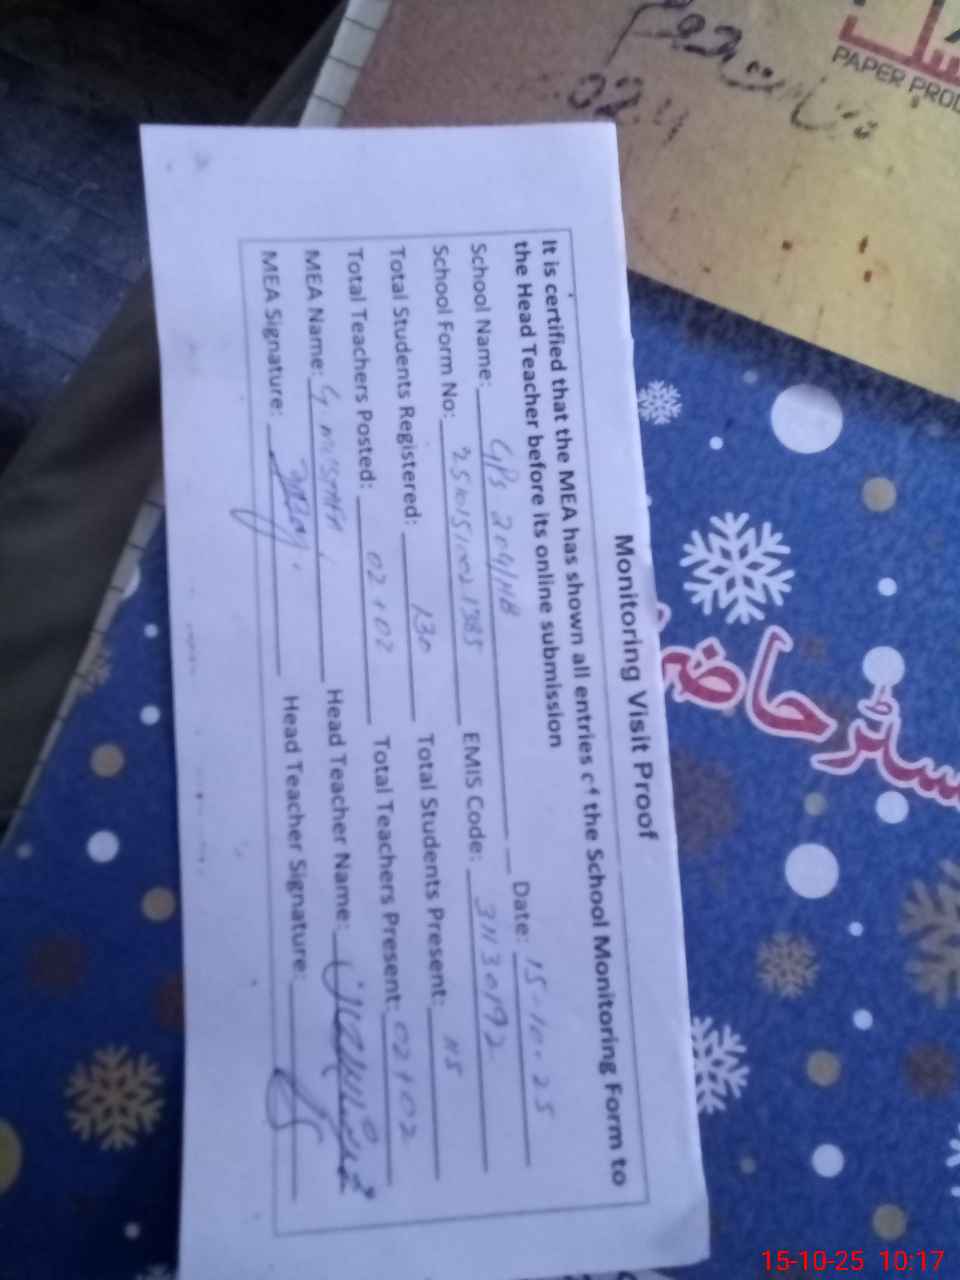 Monitoring Visit Proof
It is certified that the MEA has shown all entries of the School Monitoring Form to
the Head Teacher before its online submission
School Name: GPS 204/HB Date: 15-10-25
School Form No: EMIS Code: 31130192
Total Students Registered: 130 Total Students Present: 115
Total Teachers Posted: 02+02 Total Teachers Present: 02+02
MEA Name: G. MUSTAFA Head Teacher Name:
MEA Signature: Head Teacher Signature:
PAPER PROD
حاضر
15-10-25 10:17